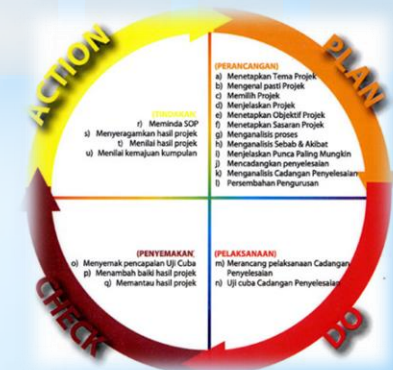 ACTION
PLAN
(PERANCANGAN)
a) Menetapkan Tema Projek
b) Mengenal pasti Projek
c) Memilih Projek
d) Menjelaskan Projek
e) Menetapkan Objektif Projek
f) Menetapkan Sasaran Projek
g) Menganalisis proses
h) Menganalisis Sebab & Akibat
i) Menjelaskan Punca Paling Mungkin
j) Mencadangkan penyelesaian
k) Menganalisis Cadangan Penyelesaian
l) Persembahan Pengurusan
(TINDAKAN)
r) Meminda SOP
s) Menyeragamkan hasil projek
t) Menilai hasil projek
u) Menilai kemajuan kumpulan
(PENYEMAKAN)
o) Menyemak pencapaian Uji Cuba
p) Menambah baiki hasil projek
q) Memantau hasil projek
(PELAKSANAAN)
m) Merancang pelaksanaan Cadangan
Penyelesaian
n) Uji cuba Cadangan Penyelesaian
CHECK
DO